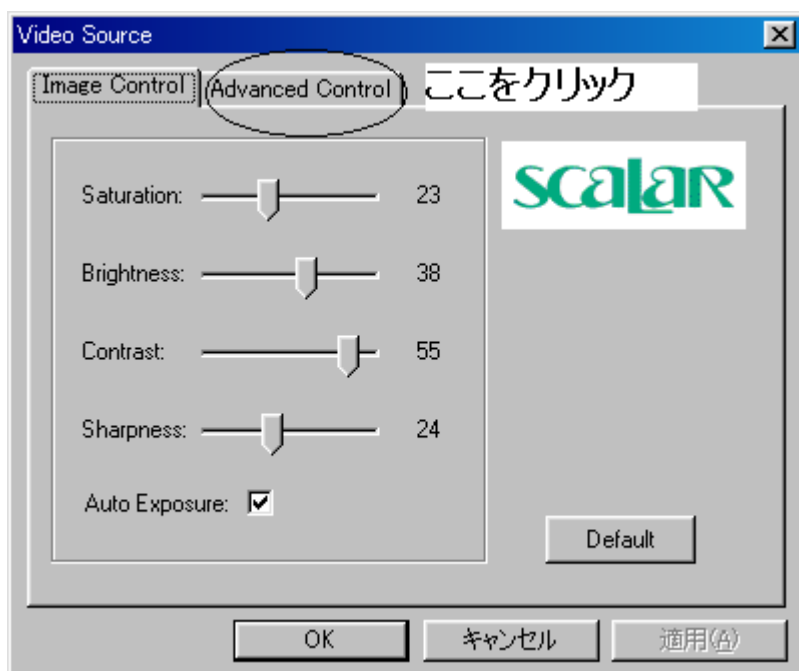 Video Source
Image Control Advanced Control ここをクリック
SCALAR
Saturation: 23
Brightness: 38
Contrast: 55
Sharpness: 24
Auto Exposure:
Default
OK キャンセル 適用(A)